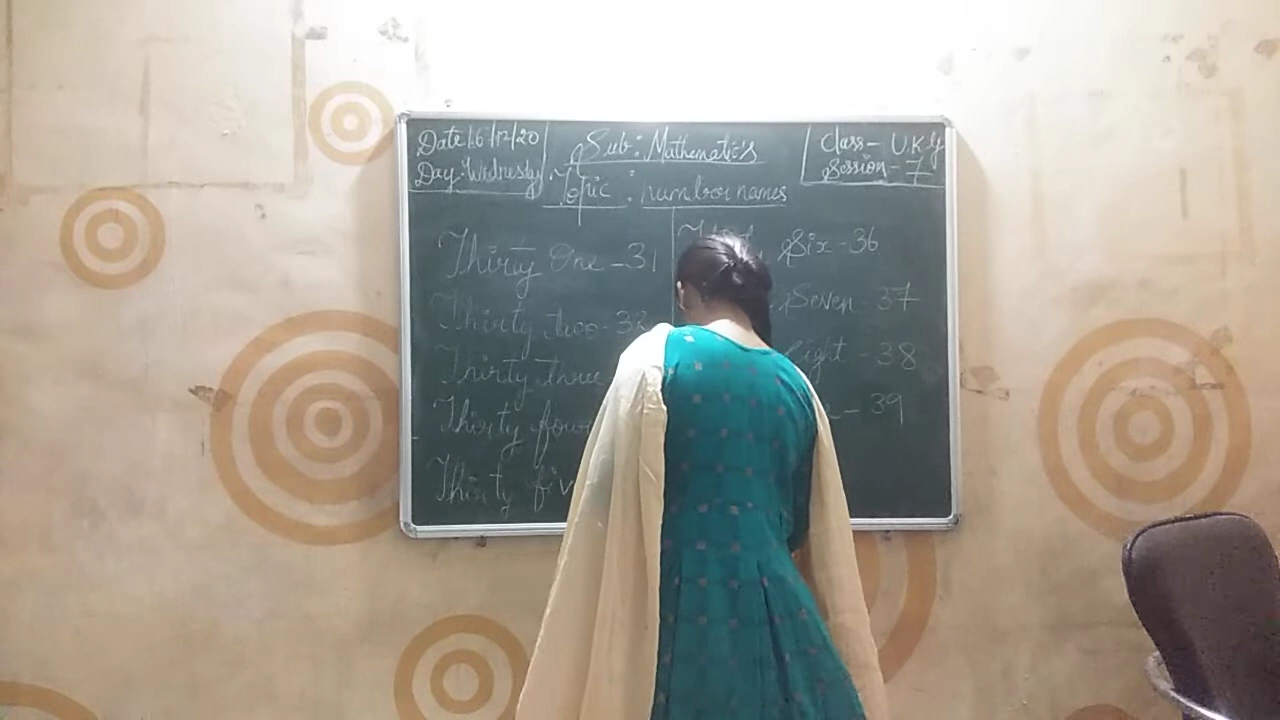 Date 16/12/20
Day: Wednesday
Sub: Mathematics
Topic : number names
Class- U.K.G
Session - 7
Thirty One - 31
Thirty two - 32
Thirty three
Thirty four
Thirty fiv
Six - 36
Seven - 37
Eight - 38
- 39